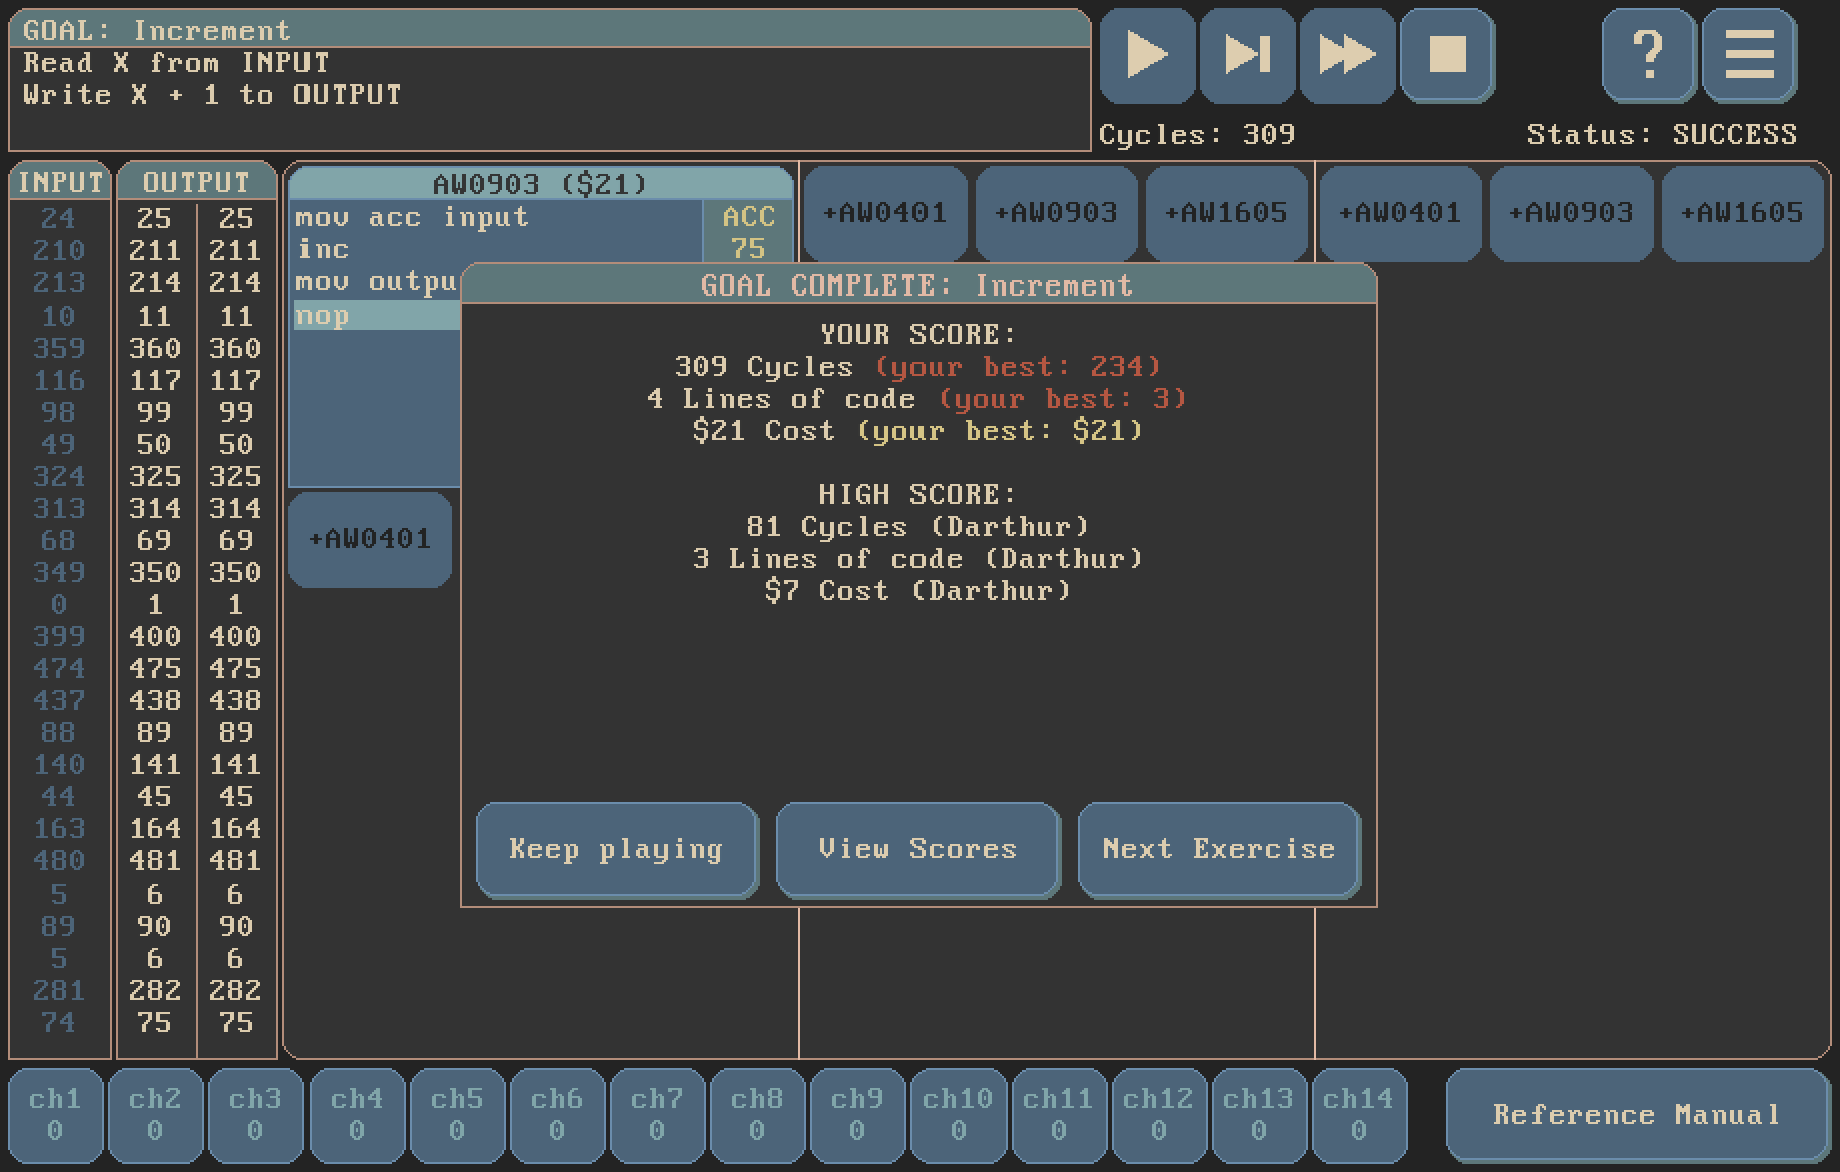 GOAL: Increment
Read X from INPUT
Write X + 1 to OUTPUT
?
Cycles: 309
Status: SUCCESS
INPUT OUTPUT
24 25 25
210 211 211
213 214 214
10 11 11
359 360 360
116 117 117
98 99 99
49 50 50
324 325 325
313 314 314
68 69 69
349 350 350
0 1 1
399 400 400
474 475 475
437 438 438
88 89 89
140 141 141
44 45 45
163 164 164
480 481 481
5 6 6
89 90 90
5 6 6
281 282 282
74 75 75
AW0903 ($21)
mov acc input
inc
mov outpu
nop
ACC
75
+AW0401
+AW0401 +AW0903 +AW1605
+AW0401 +AW0903 +AW1605
GOAL COMPLETE: Increment
YOUR SCORE:
309 Cycles (your best: 234)
4 Lines of code (your best: 3)
$21 Cost (your best: $21)
HIGH SCORE:
81 Cycles (Darthur)
3 Lines of code (Darthur)
$7 Cost (Darthur)
Keep playing
View Scores
Next Exercise
ch1 ch2 ch3 ch4 ch5 ch6 ch7 ch8 ch9 ch10 ch11 ch12 ch13 ch14
0 0 0 0 0 0 0 0 0 0 0 0 0 0
Reference Manual